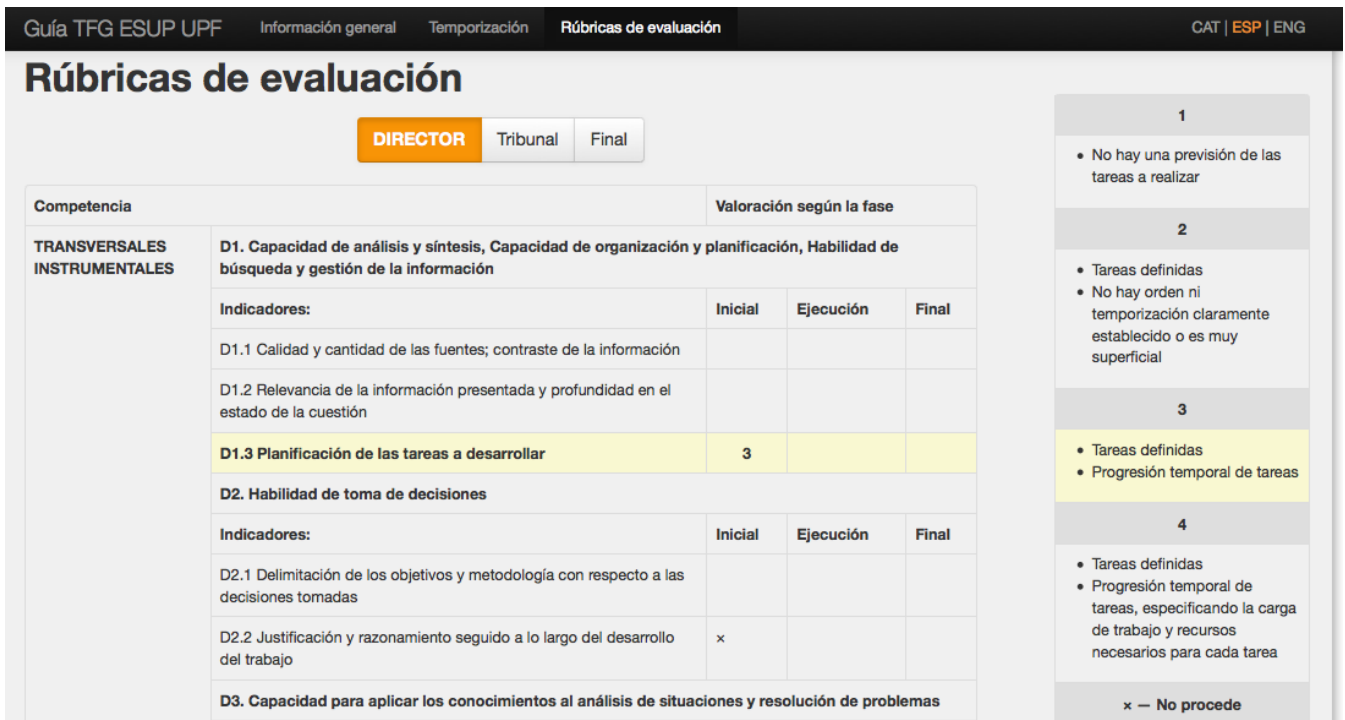 Guía TFG ESUP UPF Información general Temporización Rúbricas de evaluación CAT | ESP | ENG
Rúbricas de evaluación
DIRECTOR Tribunal Final
Competencia Valoración según la fase
TRANSVERSALES
INSTRUMENTALES
D1. Capacidad de análisis y síntesis, Capacidad de organización y planificación, Habilidad de
búsqueda y gestión de la información
Indicadores: Inicial Ejecución Final
D1.1 Calidad y cantidad de las fuentes; contraste de la información
D1.2 Relevancia de la información presentada y profundidad en el
estado de la cuestión
D1.3 Planificación de las tareas a desarrollar 3
D2. Habilidad de toma de decisiones
Indicadores: Inicial Ejecución Final
D2.1 Delimitación de los objetivos y metodología con respecto a las
decisiones tomadas
D2.2 Justificación y razonamiento seguido a lo largo del desarrollo
del trabajo ×
D3. Capacidad para aplicar los conocimientos al análisis de situaciones y resolución de problemas
1
• No hay una previsión de las
tareas a realizar
2
• Tareas definidas
• No hay orden ni
temporización claramente
establecido o es muy
superficial
3
• Tareas definidas
• Progresión temporal de tareas
4
• Tareas definidas
• Progresión temporal de
tareas, especificando la carga
de trabajo y recursos
necesarios para cada tarea
× — No procede